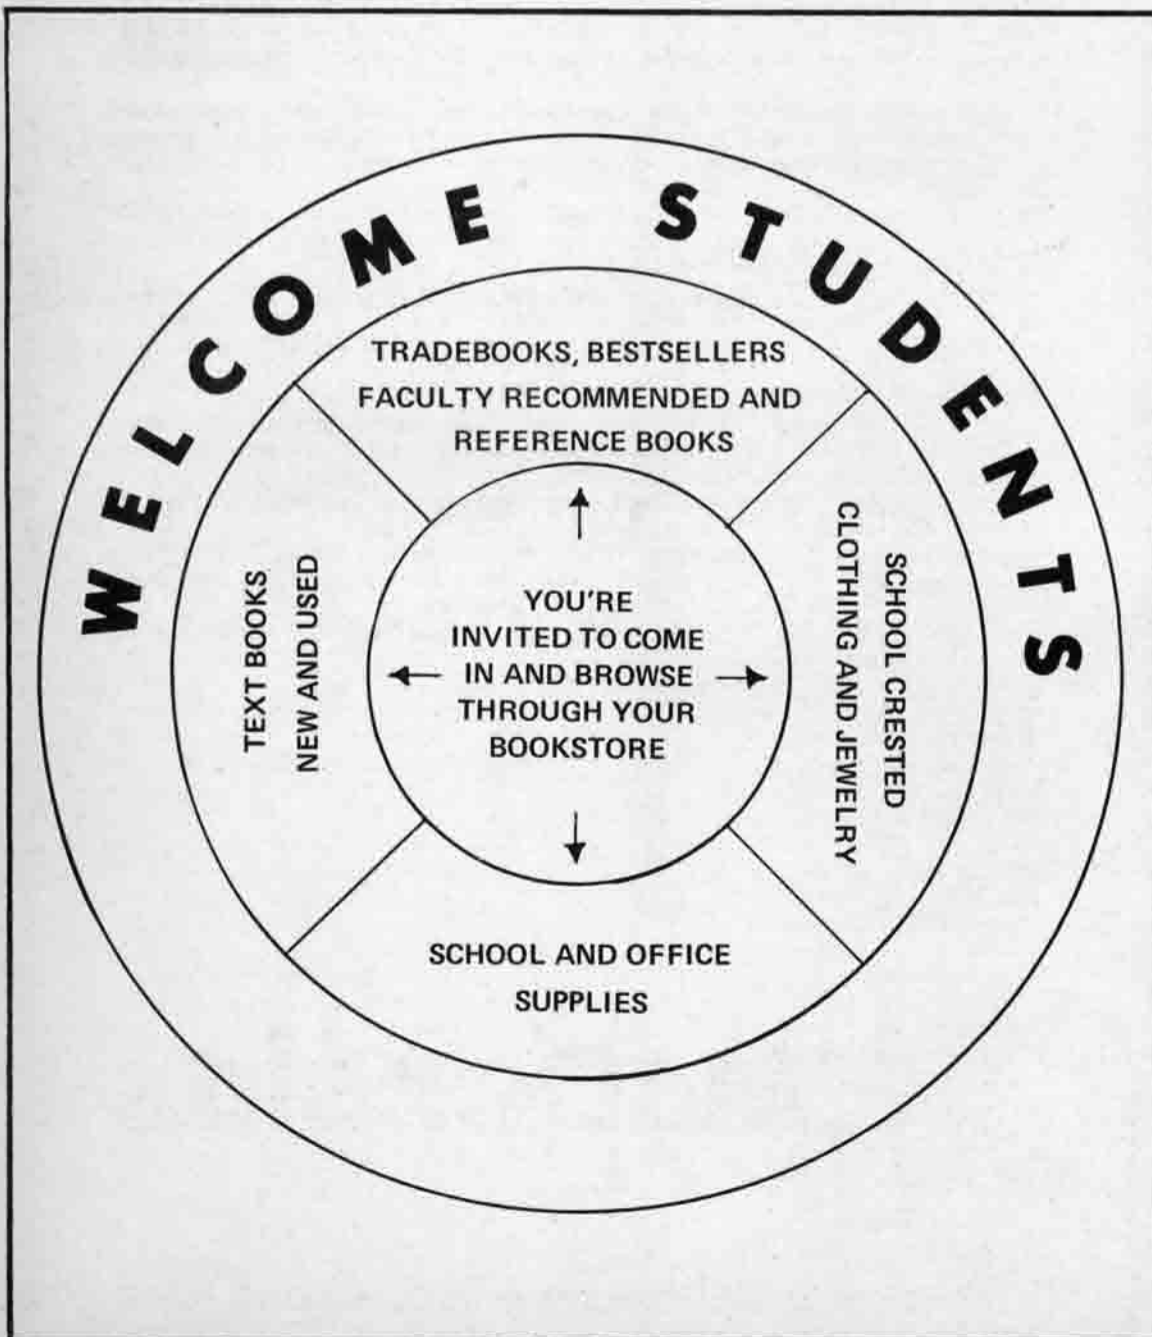 WELCOME STUDENTS
TRADEBOOKS, BESTSELLERS
FACULTY RECOMMENDED AND
REFERENCE BOOKS
TEXT BOOKS
NEW AND USED
YOU'RE
INVITED TO COME
IN AND BROWSE
THROUGH YOUR
BOOKSTORE
SCHOOL CRESTED
CLOTHING AND JEWELRY
SCHOOL AND OFFICE
SUPPLIES